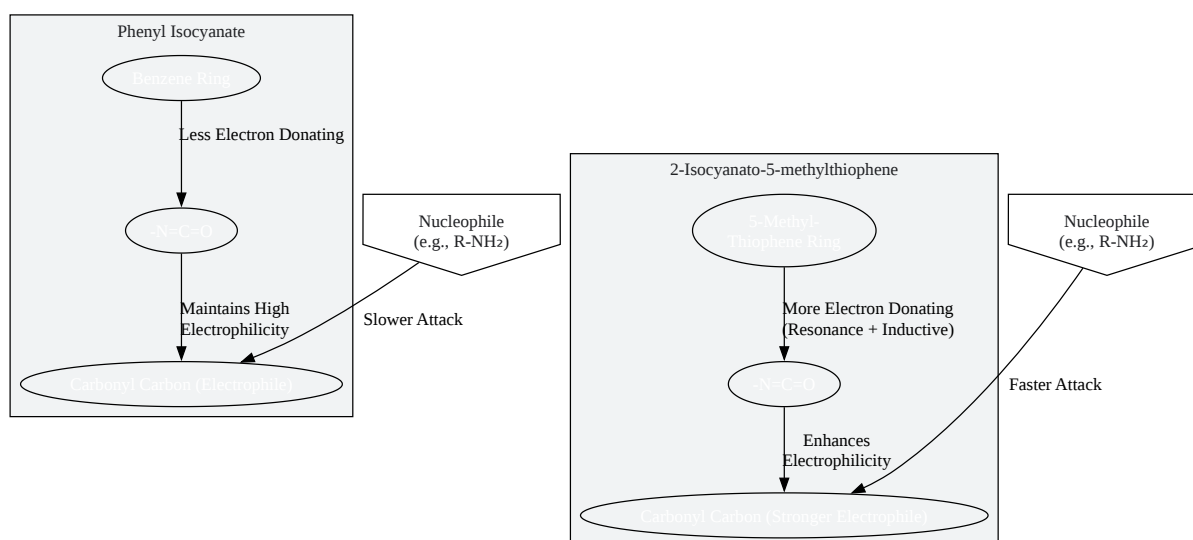 Phenyl Isocyanate
Benzene Ring
Less Electron Donating
-N=C=O
Maintains High
Electrophilicity
Carbonyl Carbon (Electrophile)
Nucleophile
(e.g., R-NH₂)
Slower Attack
2-Isocyanato-5-methylthiophene
5-Methyl-
Thiophene Ring
More Electron Donating
(Resonance + Inductive)
-N=C=O
Enhances
Electrophilicity
Carbonyl Carbon (Stronger Electrophile)
Nucleophile
(e.g., R-NH₂)
Faster Attack